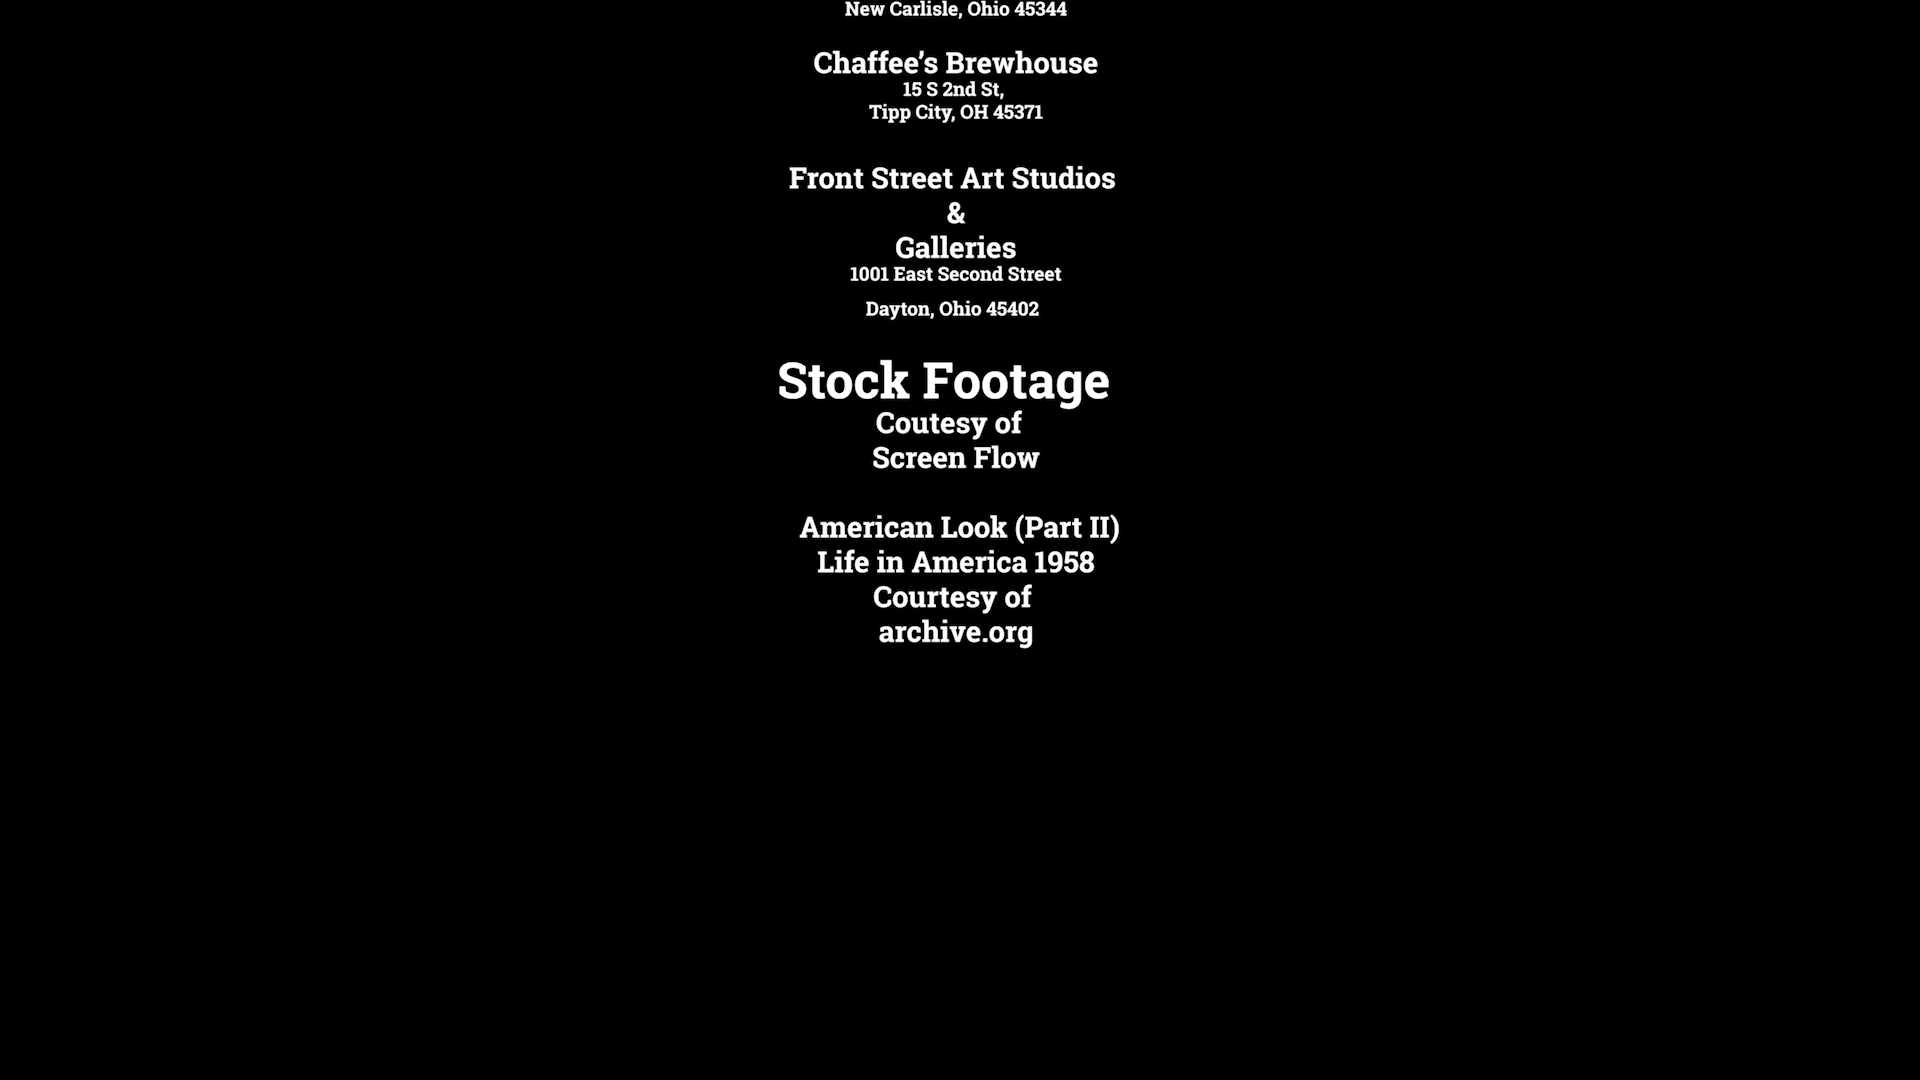 New Carlisle, Ohio 45344
Chaffee’s Brewhouse
15 S 2nd St,
Tipp City, OH 45371
Front Street Art Studios
&
Galleries
1001 East Second Street
Dayton, Ohio 45402
Stock Footage
Coutesy of
Screen Flow
American Look (Part II)
Life in America 1958
Courtesy of
archive.org